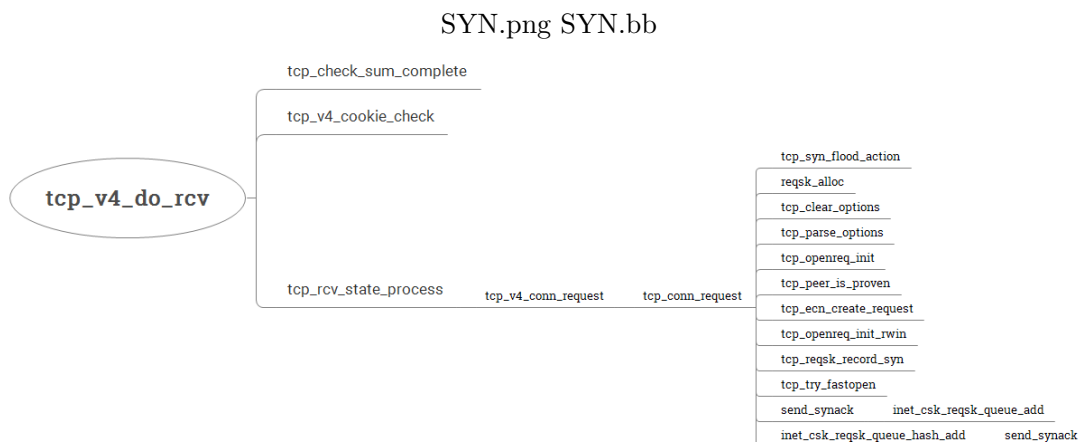 SYN.png SYN.bb
tcp_check_sum_complete
tcp_v4_cookie_check
tcp_v4_do_rcv
tcp_rcv_state_process
tcp_v4_conn_request
tcp_conn_request
tcp_syn_flood_action
reqsk_alloc
tcp_clear_options
tcp_parse_options
tcp_openreq_init
tcp_peer_is_proven
tcp_ecn_create_request
tcp_openreq_init_rwin
tcp_reqsk_record_syn
tcp_try_fastopen
send_synack inet_csk_reqsk_queue_add
inet_csk_reqsk_queue_hash_add send_synack